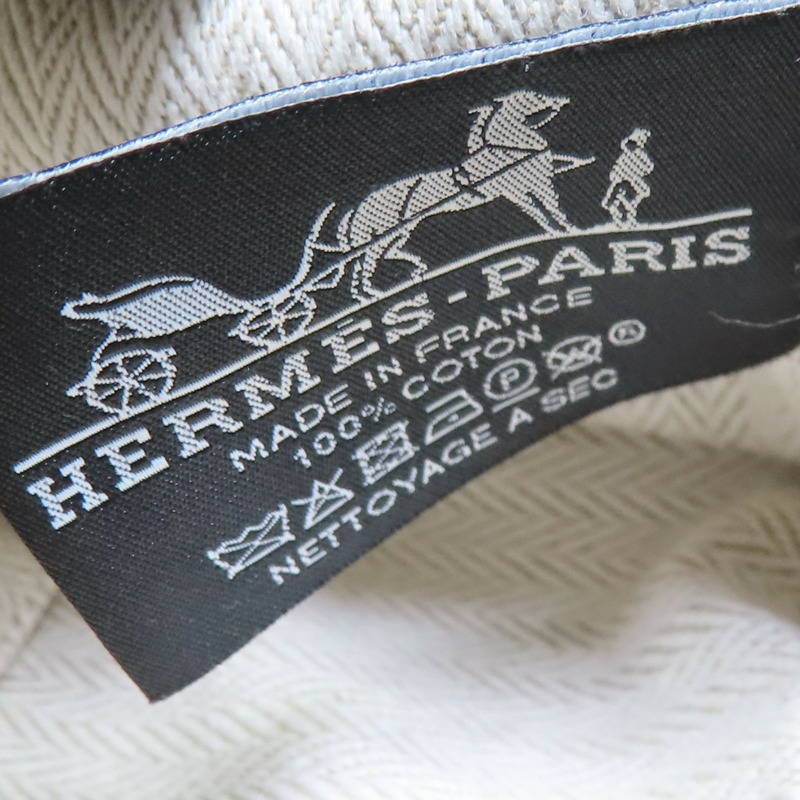 HERMÈS-PARIS
MADE IN FRANCE
100% COTON
P W
NETTOYAGE A SEC